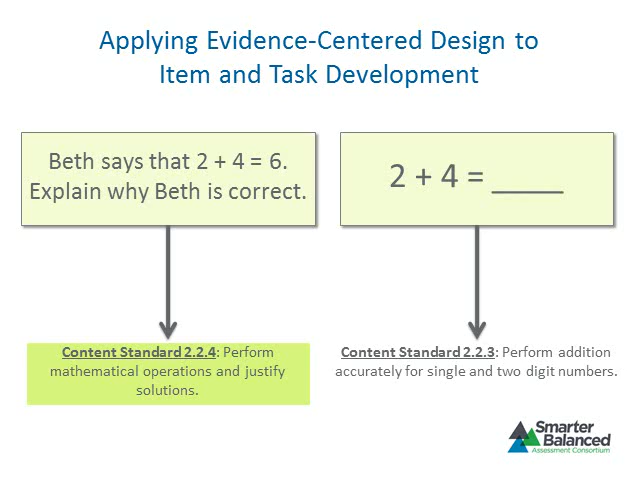 Applying Evidence-Centered Design to
Item and Task Development
Beth says that 2 + 4 = 6.
Explain why Beth is correct.
2 + 4 = ____
Content Standard 2.2.4: Perform
mathematical operations and justify
solutions.
Content Standard 2.2.3: Perform addition
accurately for single and two digit numbers.
Smarter
Balanced
Assessment Consortium